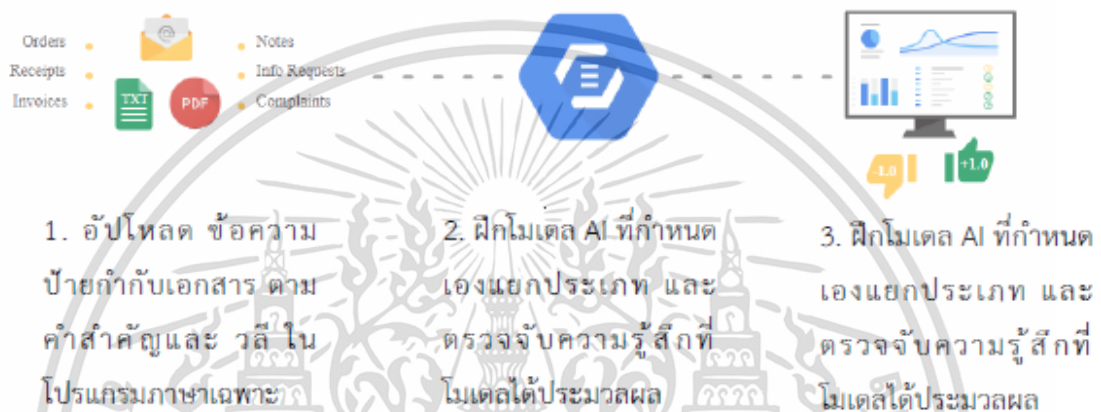 Orders
Receipts
Invoices
TXT
PDF
Notes
Info Requests
Complaints
-1.0
+1.0
1. อัปโหลด ข้อความ
ป้ายกำกับเอกสาร ตาม
คำสำคัญและ วลี ใน
โปรแกรมภาษาเฉพาะ
2. ฝึกโมเดล AI ที่กำหนด
เองแยกประเภท และ
ตรวจจับความรู้สึกที่
โมเดลได้ประมวลผล
3. ฝึกโมเดล AI ที่กำหนด
เองแยกประเภท และ
ตรวจจับความรู้สึกที่
โมเดลได้ประมวลผล